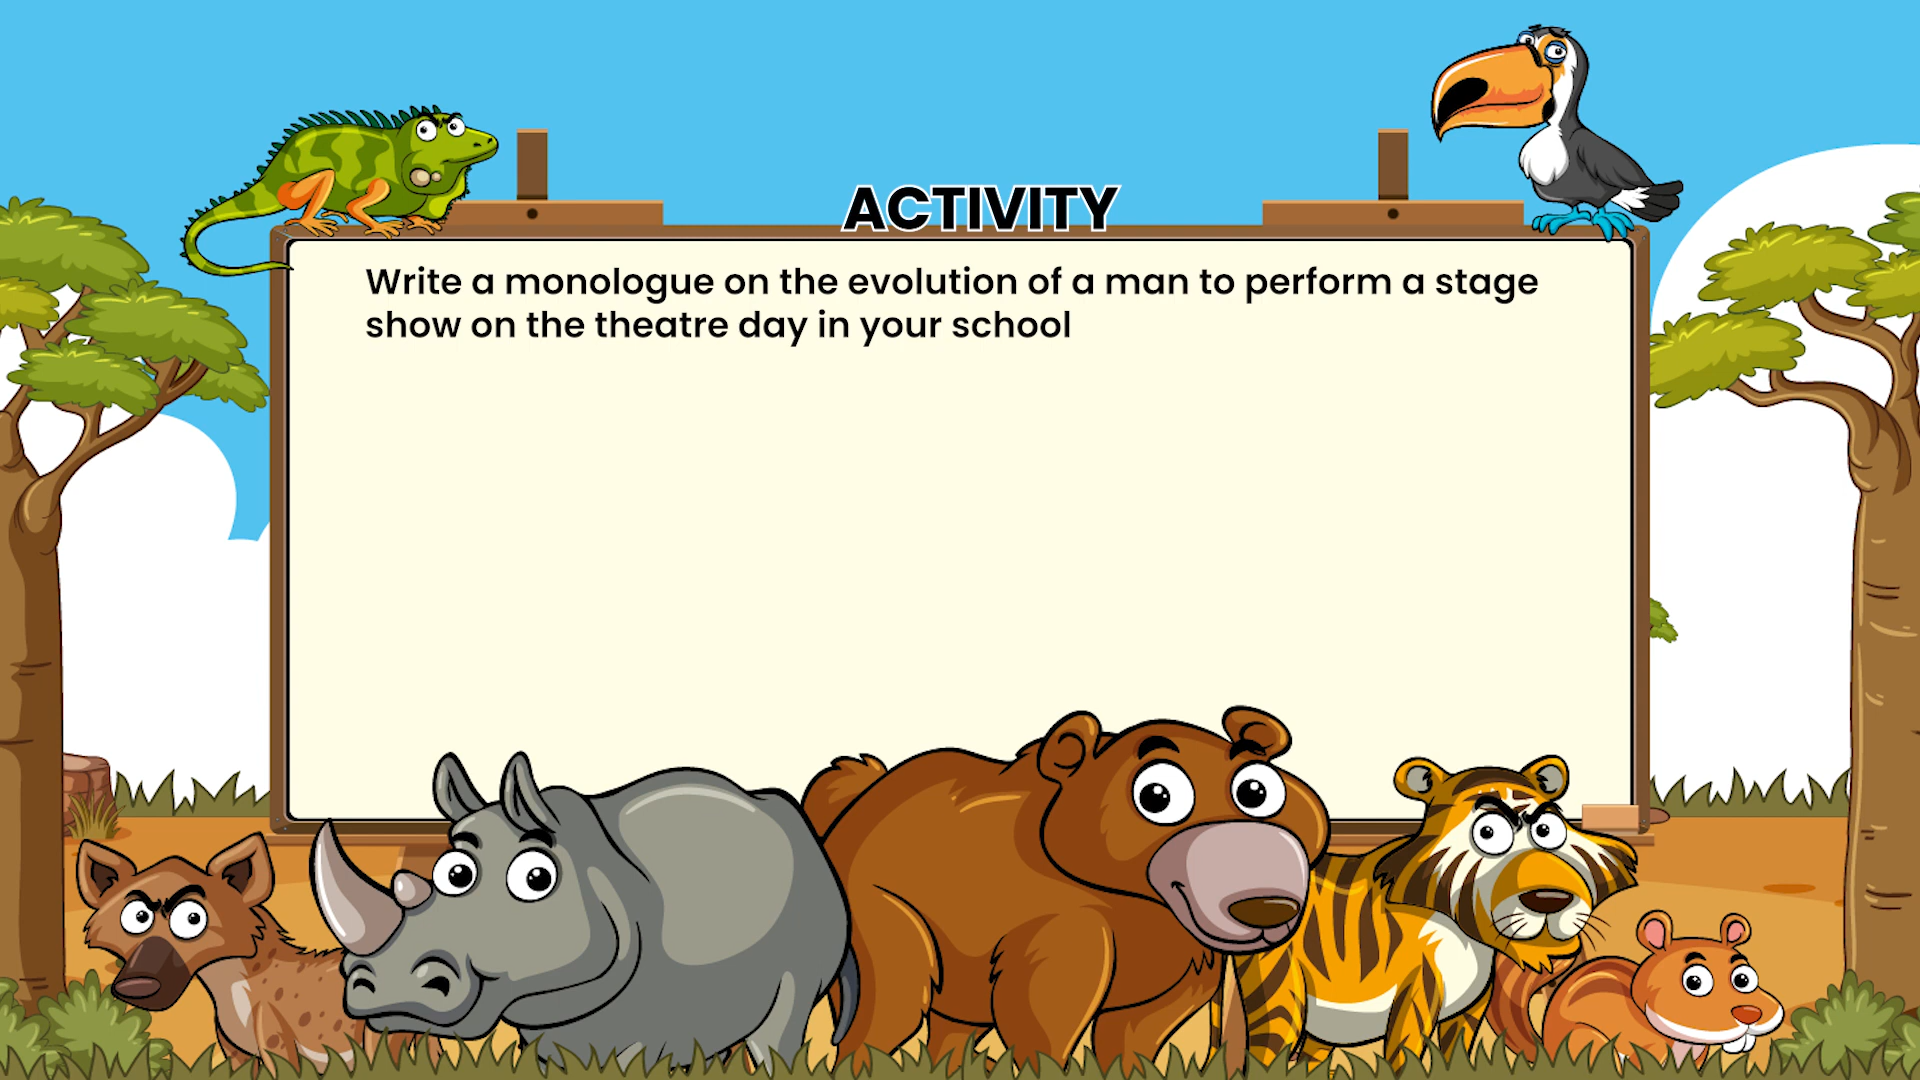 ACTIVITY
Write a monologue on the evolution of a man to perform a stage
show on the theatre day in your school